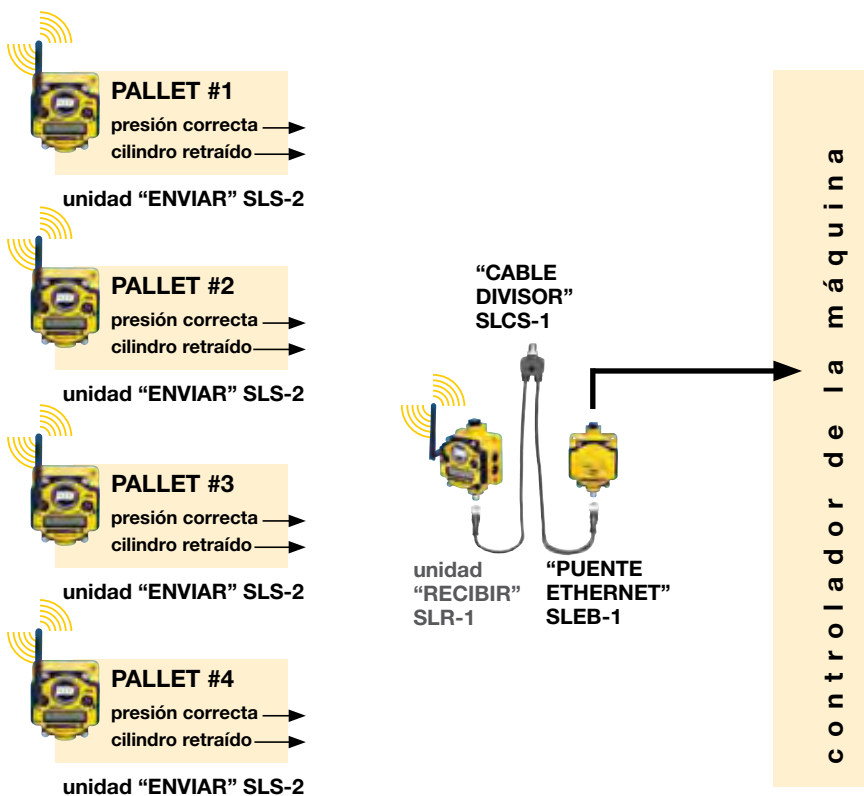 PALLET #1
presión correcta
cilindro retraído
unidad “ENVIAR” SLS-2
PALLET #2
presión correcta
cilindro retraído
unidad “ENVIAR” SLS-2
PALLET #3
presión correcta
cilindro retraído
unidad “ENVIAR” SLS-2
PALLET #4
presión correcta
cilindro retraído
unidad “ENVIAR” SLS-2
“CABLE
DIVISOR”
SLCS-1
unidad
“RECIBIR”
SLR-1
“PUENTE
ETHERNET”
SLEB-1
controlador de la máquina